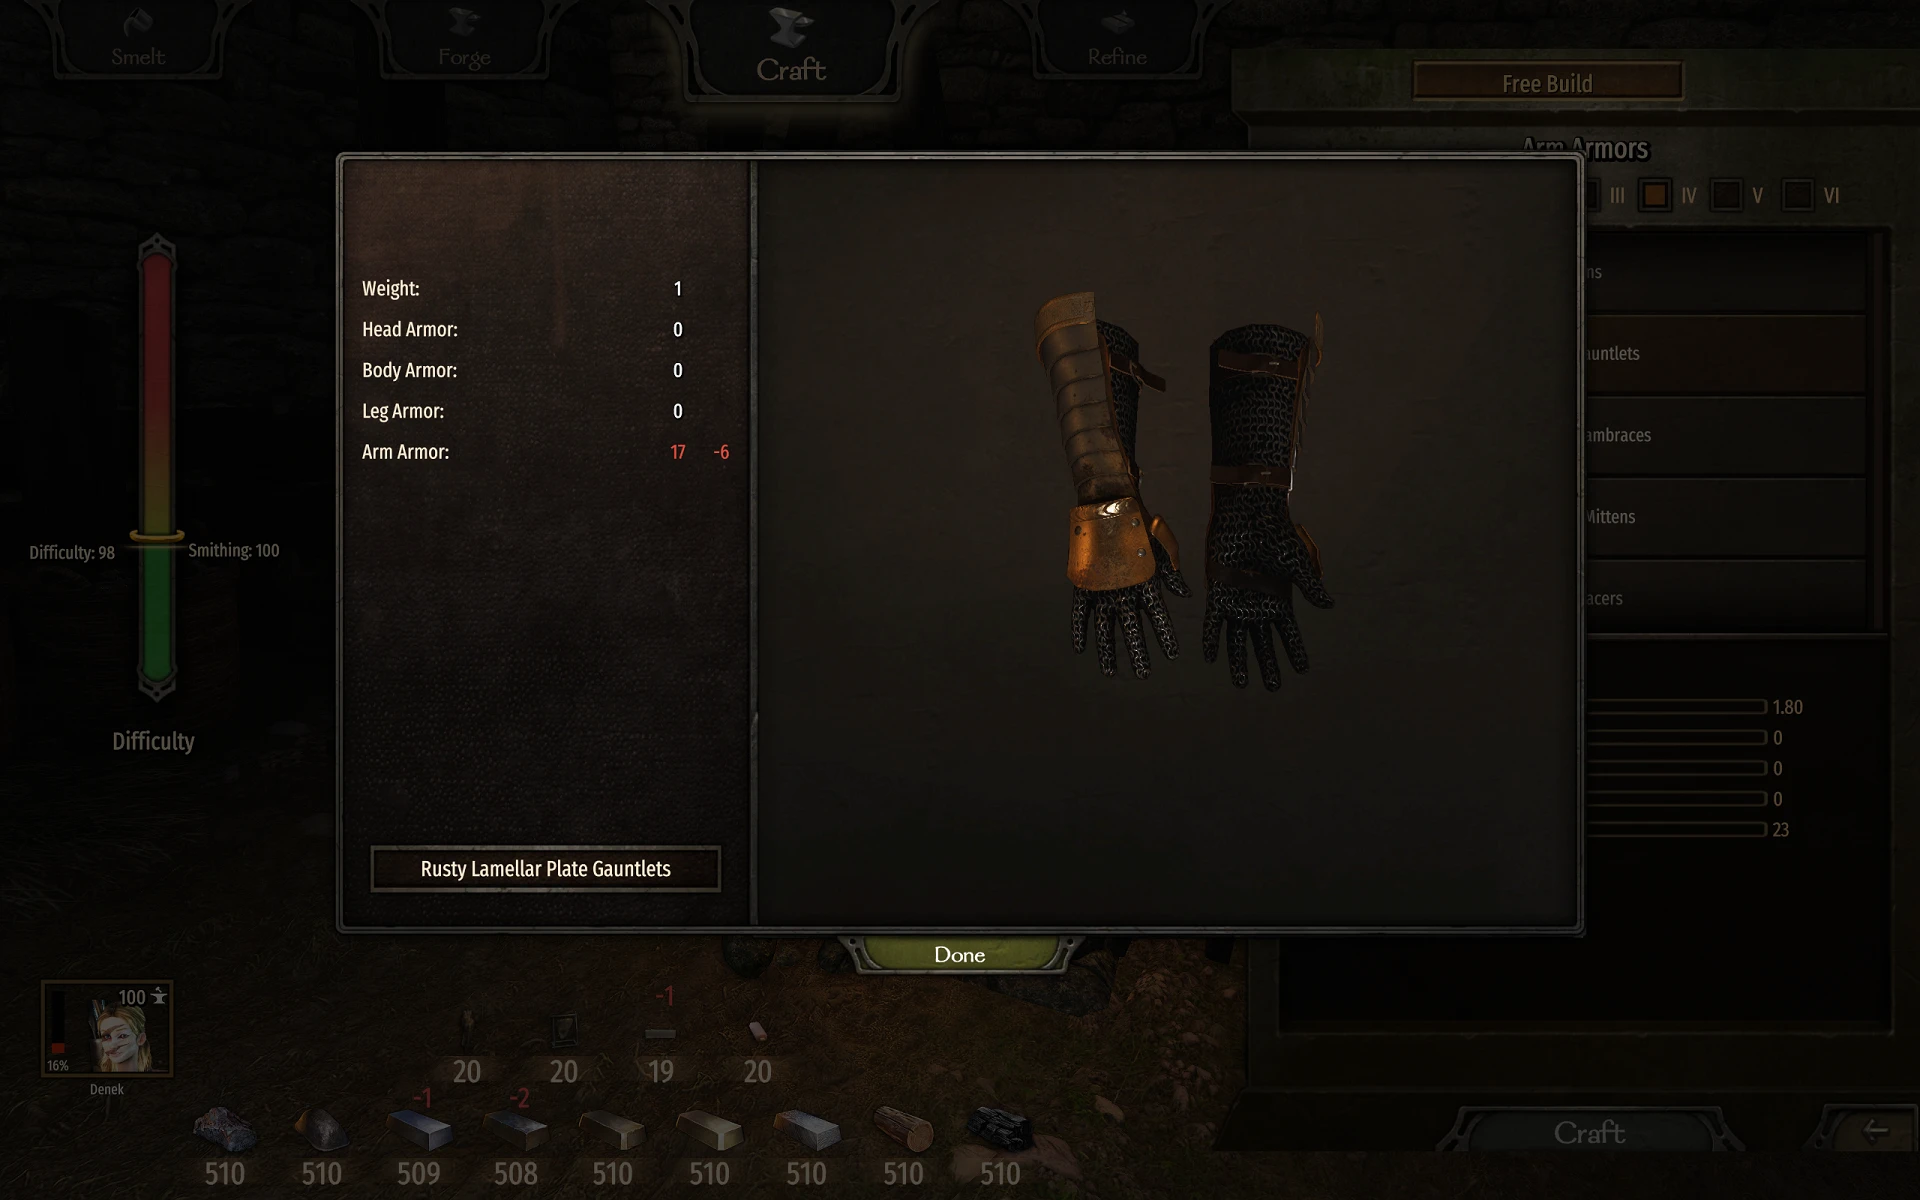 Smelt
Forge
Craft
Refine
Free Build
Arm Armors
III IV V VI
Weight: 1
Head Armor: 0
Body Armor: 0
Leg Armor: 0
Arm Armor: 17 -6
ns
auntlets
ambraces
Mittens
acers
Difficulty: 98
Smithing: 100
Difficulty
1.80
0
0
0
23
Rusty Lamellar Plate Gauntlets
Done
100
16%
Denek
-1
20 20 19 20
-1 -2
510 509 508 510 510 510 510 510
Craft